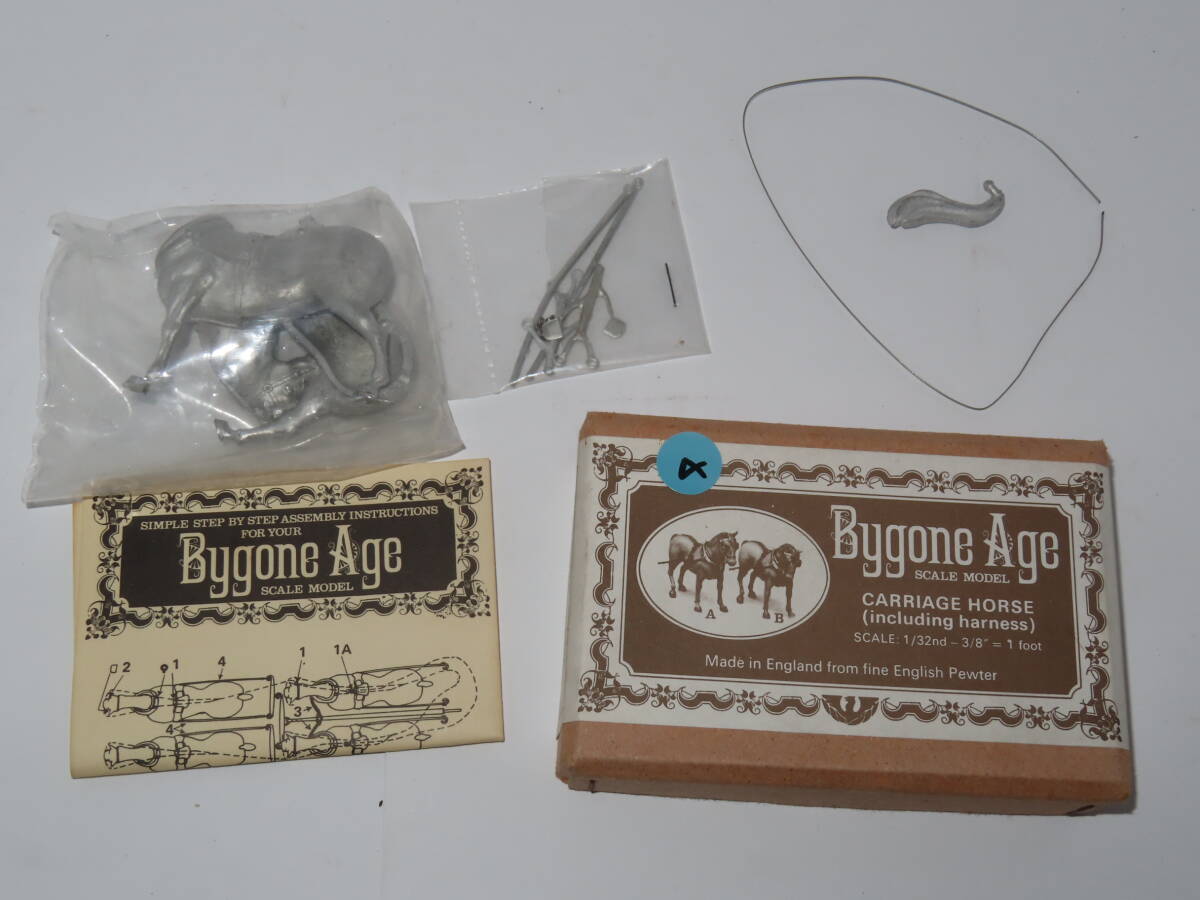 SIMPLE STEP BY STEP ASSEMBLY INSTRUCTIONS
FOR YOUR
Bygone Age
SCALE MODEL
2 1 4 1 1A
3
4
Bygone Age
SCALE MODEL
CARRIAGE HORSE
(including harness)
SCALE: 1/32nd – 3/8″ = 1 foot
A B
Made in England from fine English Pewter